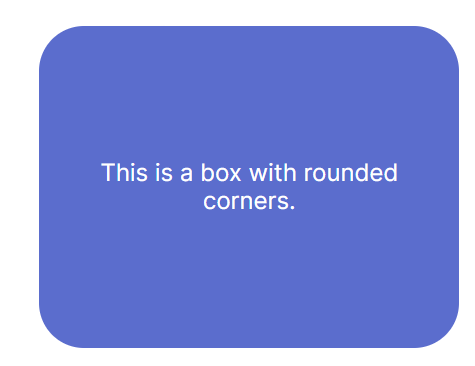 This is a box with rounded
corners.